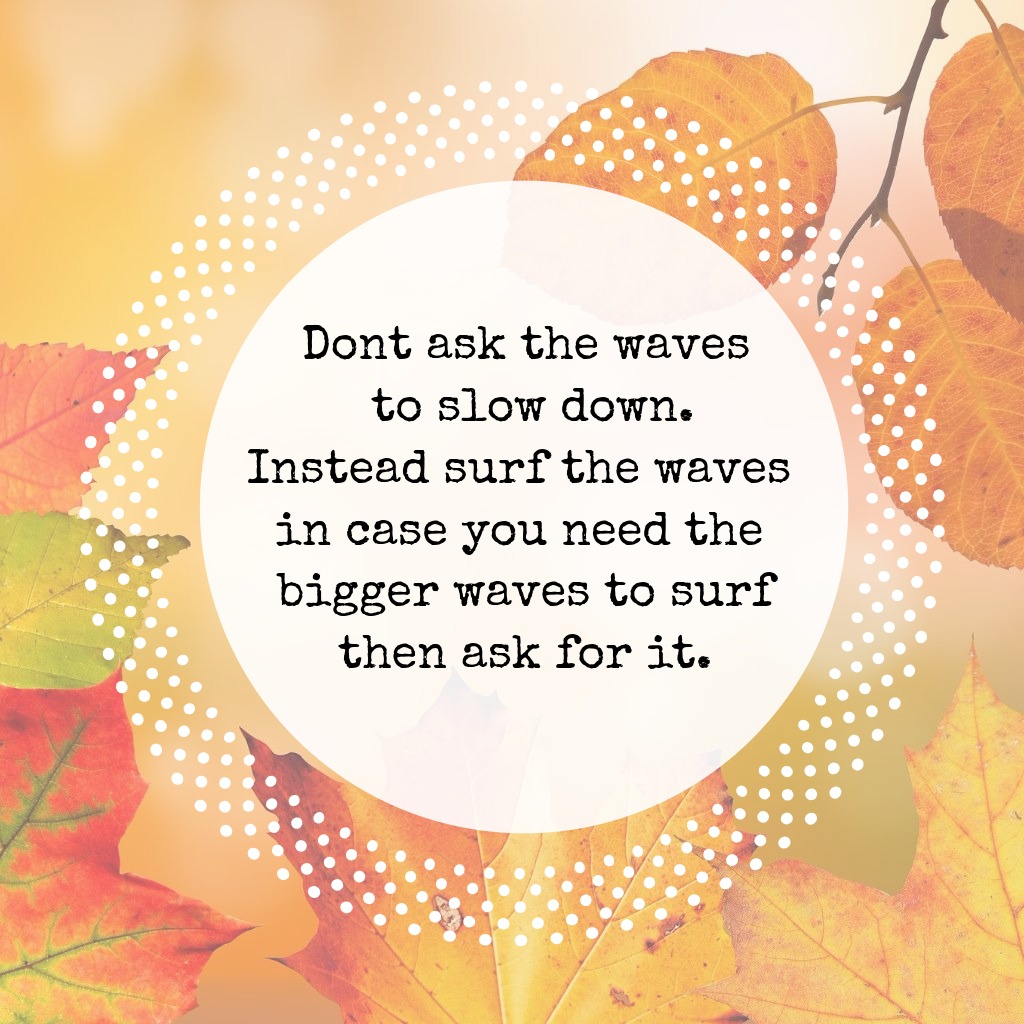 Dont ask the waves
to slow down.
Instead surf the waves
in case you need the
bigger waves to surf
then ask for it.